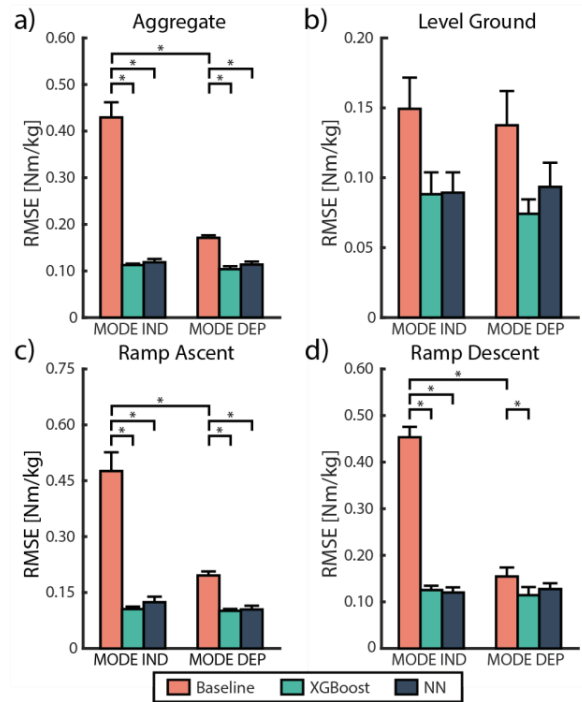 a) Aggregate
RMSE [Nm/kg]
0.60
0.50
0.40
0.30
0.20
0.10
0
* * *
* *
MODE IND MODE DEP
b) Level Ground
RMSE [Nm/kg]
0.20
0.15
0.10
0.05
0
MODE IND MODE DEP
c) Ramp Ascent
RMSE [Nm/kg]
0.75
0.60
0.45
0.30
0.15
0
* * *
* *
MODE IND MODE DEP
d) Ramp Descent
RMSE [Nm/kg]
0.60
0.50
0.40
0.30
0.20
0.10
0
* * *
*
MODE IND MODE DEP
Baseline XGBoost NN